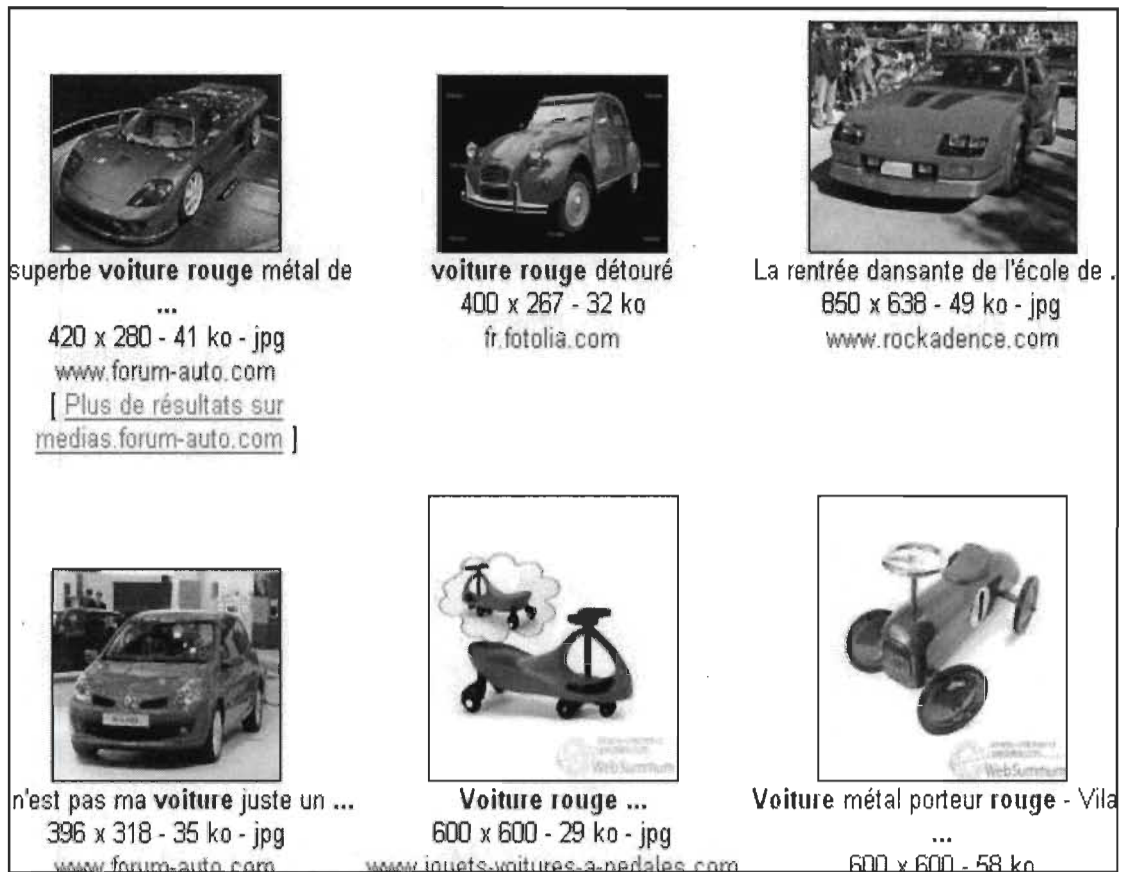 superbe voiture rouge métal de
...
420 x 280 - 41 ko - jpg
www.forum-auto.com
[ Plus de résultats sur
medias.forum-auto.com ]
voiture rouge détouré
400 x 267 - 32 ko
fr.fotolia.com
La rentrée dansante de l'école de .
850 x 638 - 49 ko - jpg
www.rockadence.com
n'est pas ma voiture juste un ...
396 x 318 - 35 ko - jpg
www.forum-auto.com
WebSummum
Voiture rouge ...
600 x 600 - 29 ko - jpg
www.jouets-voitures-a-pedales.com
1
WebSummum
Voiture métal porteur rouge - Vila
...
600 x 600 - 58 ko